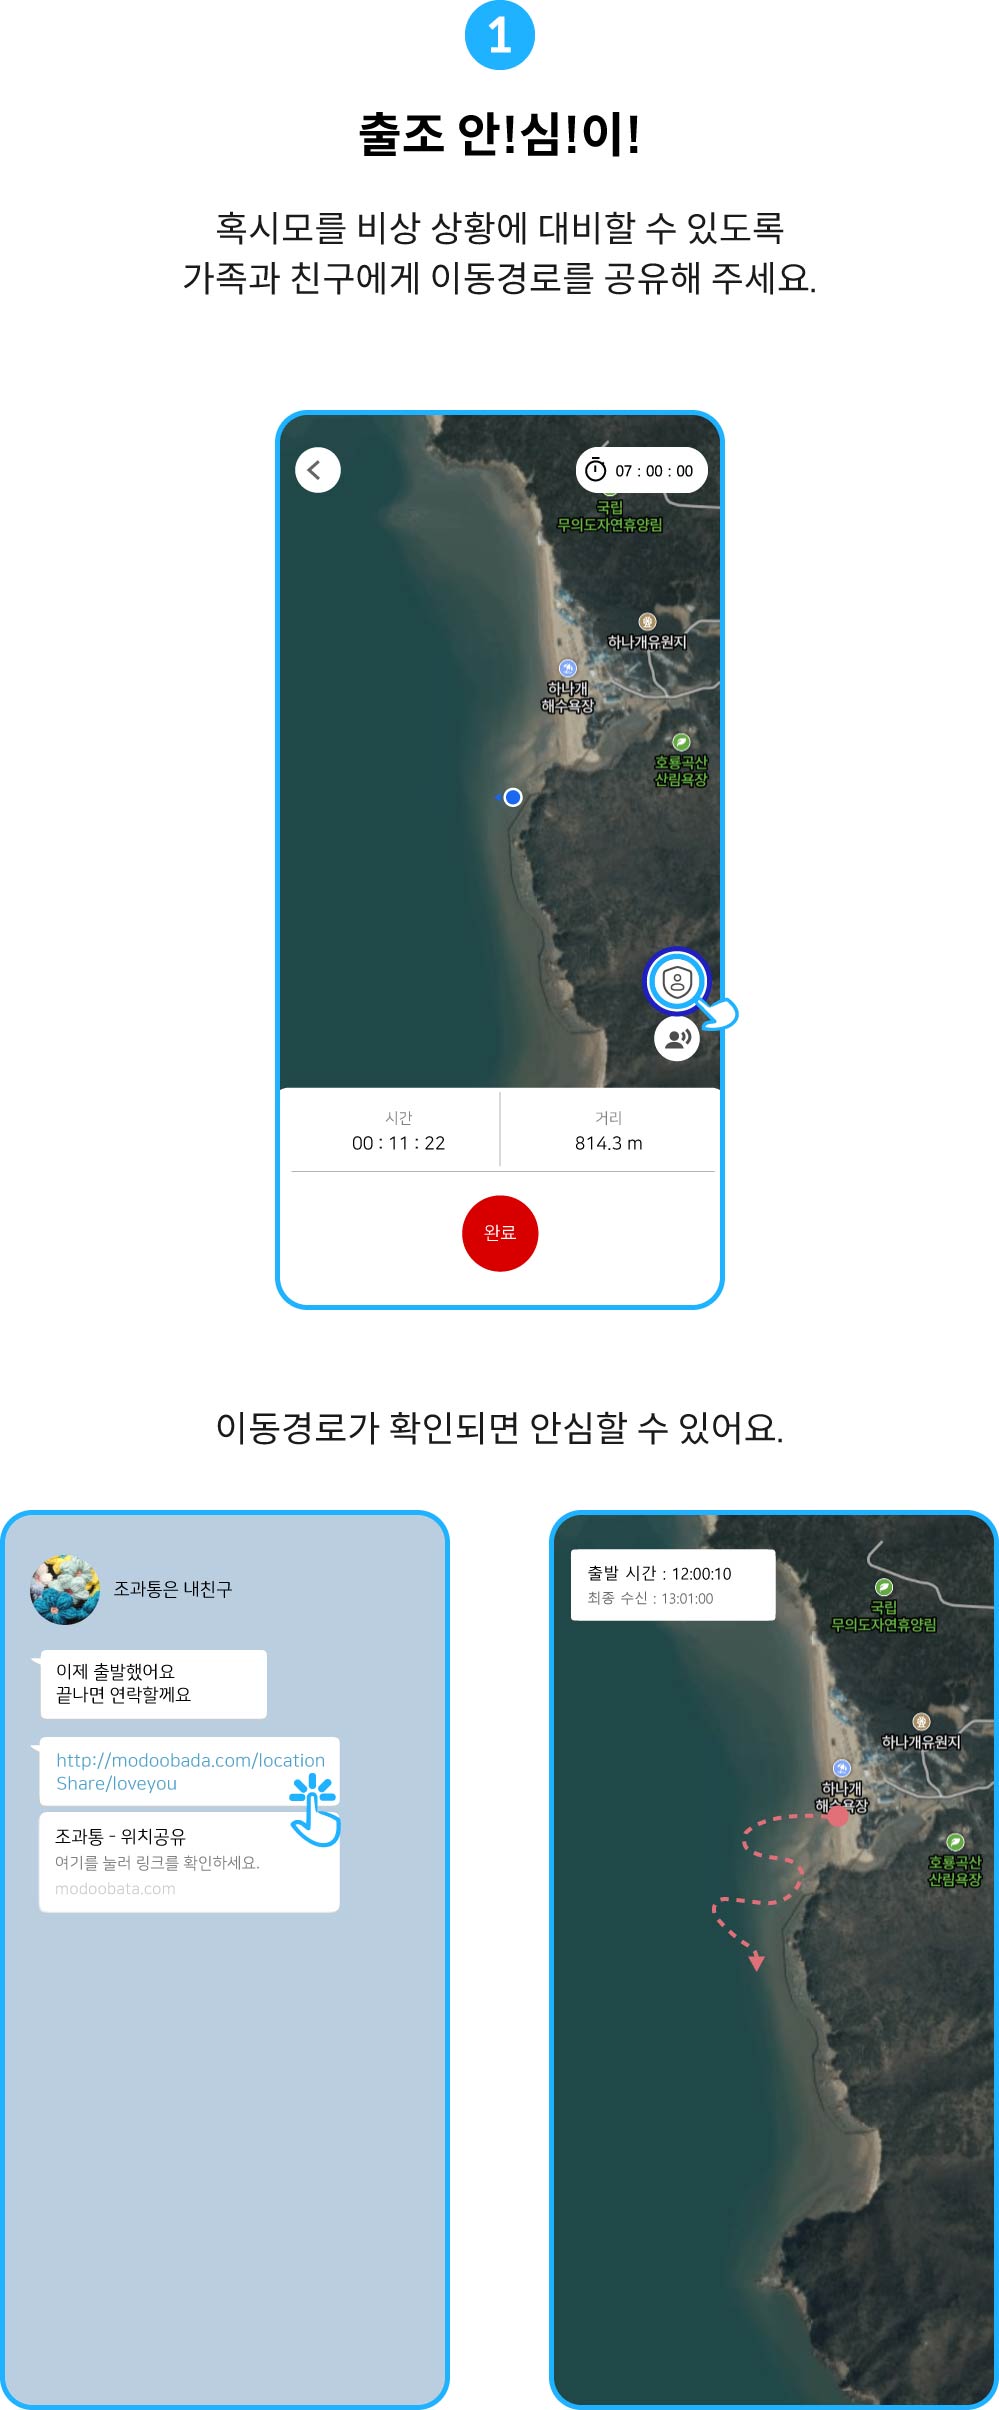 1
출조 안!심!이!
혹시모를 비상 상황에 대비할 수 있도록
가족과 친구에게 이동경로를 공유해 주세요.
07 : 00 : 00
국립
무의도자연휴양림
하나개유원지
하나개
해수욕장
호룡곡산
산림욕장
시간
00 : 11 : 22
거리
814.3 m
완료
이동경로가 확인되면 안심할 수 있어요.
조과통은 내친구
이제 출발했어요
끝나면 연락할께요
http://modoobada.com/location
Share/loveyou
조과통 - 위치공유
여기를 눌러 링크를 확인하세요.
modoobata.com
출발 시간 : 12:00:10
최종 수신 : 13:01:00
국립
무의도자연휴양림
하나개유원지
하나개
해수욕장
호룡곡산
산림욕장